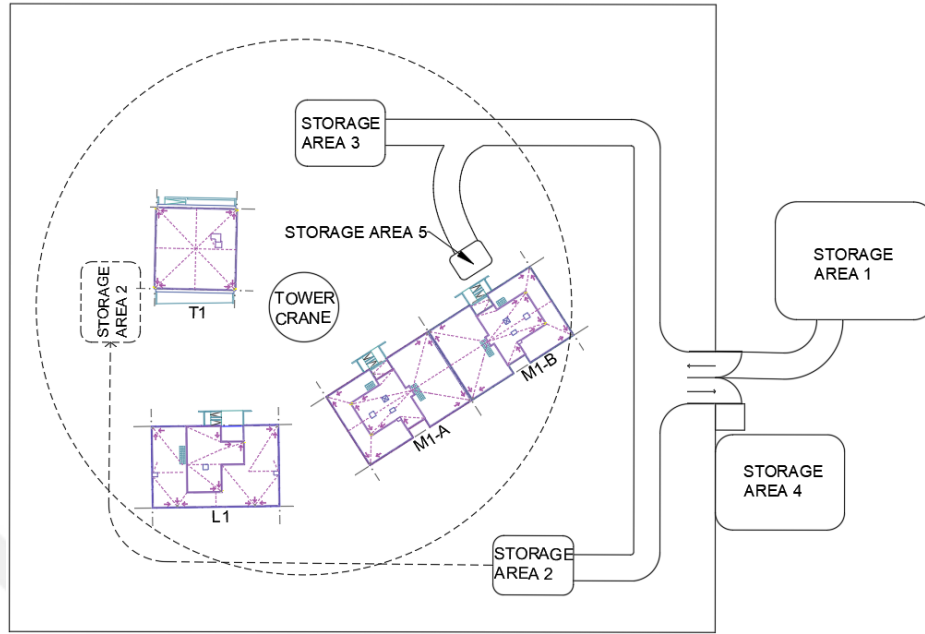 STORAGE
AREA 3
STORAGE AREA 5
STORAGE
AREA 1
STORAGE
AREA 2
T1
TOWER
CRANE
M1-B
M1-A
L1
STORAGE
AREA 4
STORAGE
AREA 2